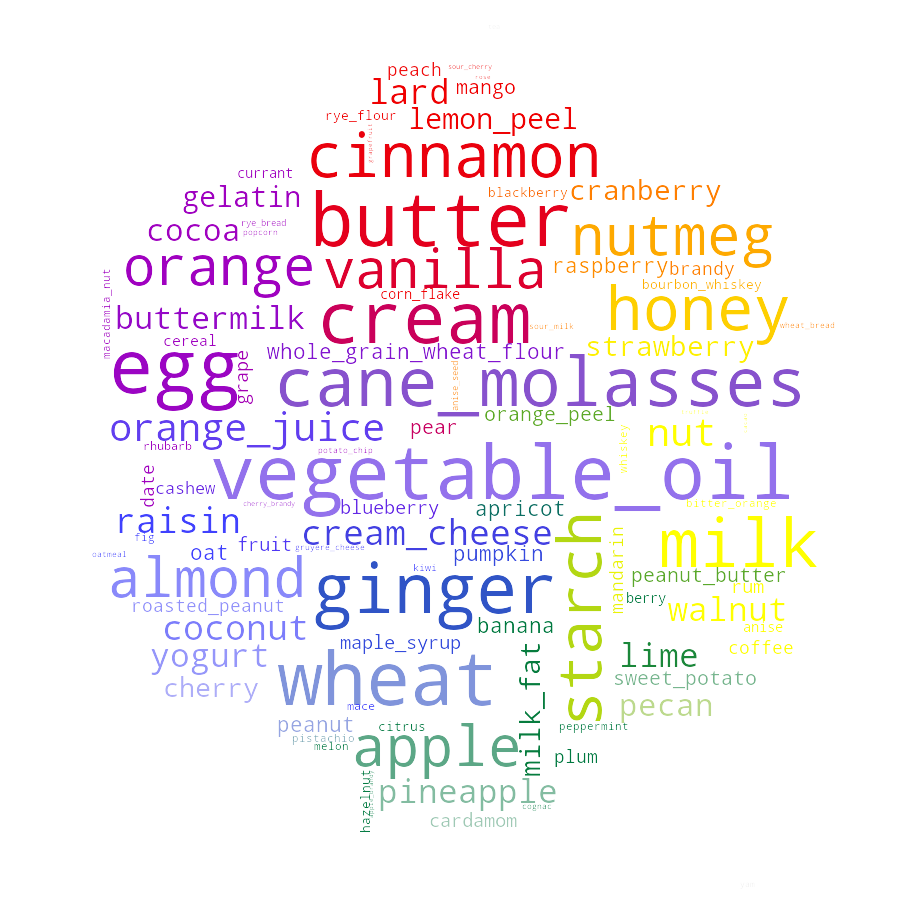 sour_cherry
peach
rose
lard
mango
rye_flour
lemon_peel
grapefruit
cinnamon
currant
gelatin
blackberry
cranberry
butter
rye_bread
cocoa
popcorn
nutmeg
orange
vanilla
raspberry
brandy
macadamia_nut
corn_flake
bourbon_whiskey
honey
buttermilk
cream
sour_milk
wheat_bread
cereal
whole_grain_wheat_flour
strawberry
egg
grape
cane_molasses
anise_seed
orange_juice
pear
orange_peel
nut
rhubarb
potato_chip
whiskey
vegetable_oil
date
cashew
cherry_brandy
blueberry
apricot
bitter_orange
raisin
cream_cheese
starch
milk
fig
oat
fruit
gruyere_cheese
pumpkin
mandarin
oatmeal
kiwi
almond
ginger
peanut_butter
rum
roasted_peanut
berry
walnut
coconut
banana
anise
yogurt
maple_syrup
milk_fat
lime
coffee
cherry
wheat
sweet_potato
mace
pecan
peanut
citrus
peppermint
pistachio
melon
apple
plum
hazelnut
pineapple
cognac
cardamom